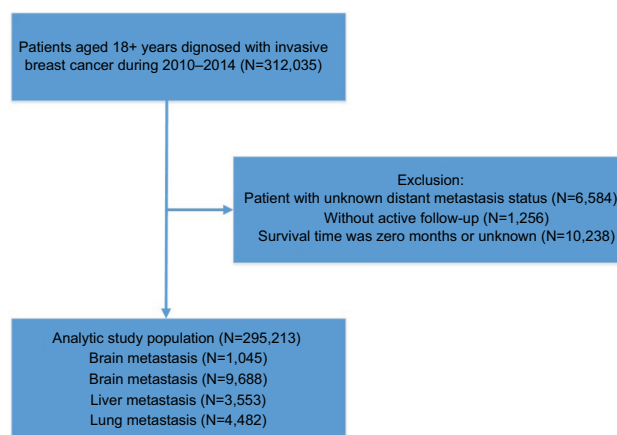 Patients aged 18+ years dignosed with invasive
breast cancer during 2010–2014 (N=312,035)
Exclusion:
Patient with unknown distant metastasis status (N=6,584)
Without active follow-up (N=1,256)
Survival time was zero months or unknown (N=10,238)
Analytic study population (N=295,213)
Brain metastasis (N=1,045)
Brain metastasis (N=9,688)
Liver metastasis (N=3,553)
Lung metastasis (N=4,482)